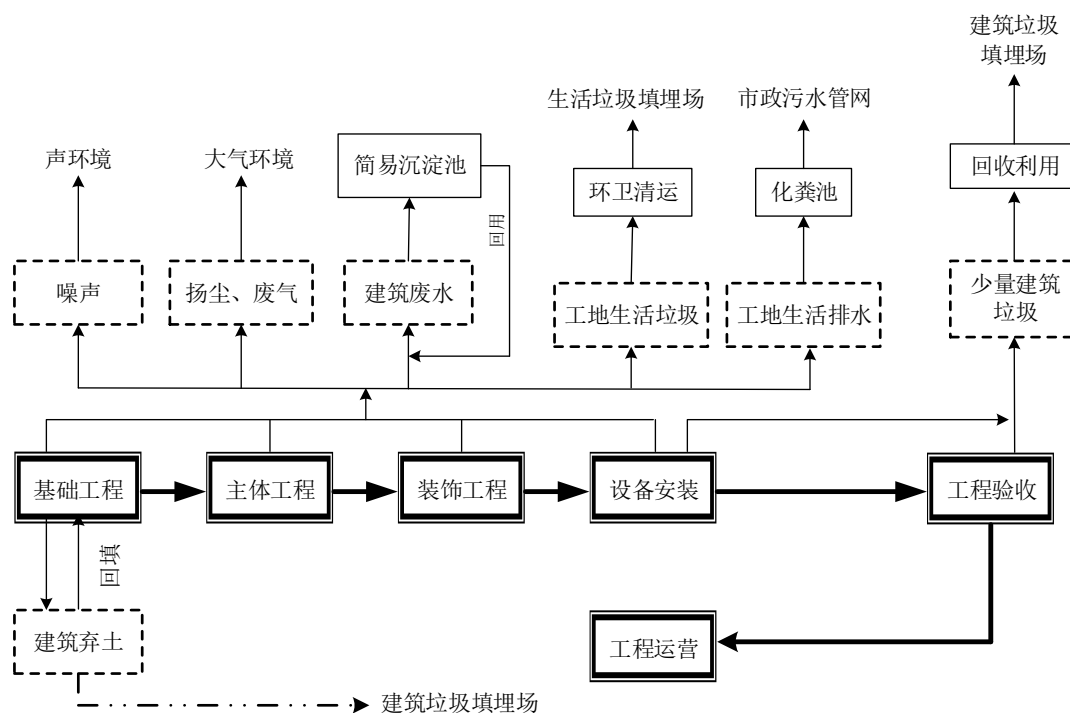 建筑垃圾
填埋场
生活垃圾填埋场
市政污水管网
声环境
大气环境
简易沉淀池
环卫清运
化粪池
回收利用
回用
噪声
扬尘、废气
建筑废水
工地生活垃圾
工地生活排水
少量建筑
垃圾
基础工程
主体工程
装饰工程
设备安装
工程验收
回填
建筑弃土
工程运营
建筑垃圾填埋场